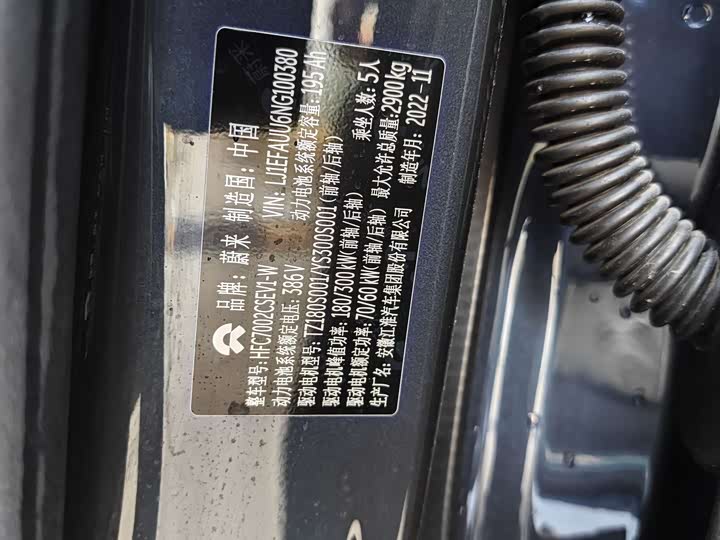 品牌：蔚来 制造国：中国
整车型号：HFC7002CSEV1-W VIN：LJ1EFAUU6NG100380
动力电池系统额定电压：386V 动力电池系统额定容量：195Ah
驱动电机型号：TZ180S001/YS300S001（前轴/后轴）
驱动电机峰值功率：180/300kW（前轴/后轴） 乘坐人数：5人
驱动电机额定功率：70/60kW（前轴/后轴） 最大允许总质量：2900kg
生产厂名：安徽江淮汽车集团股份有限公司 制造年月：2022-11